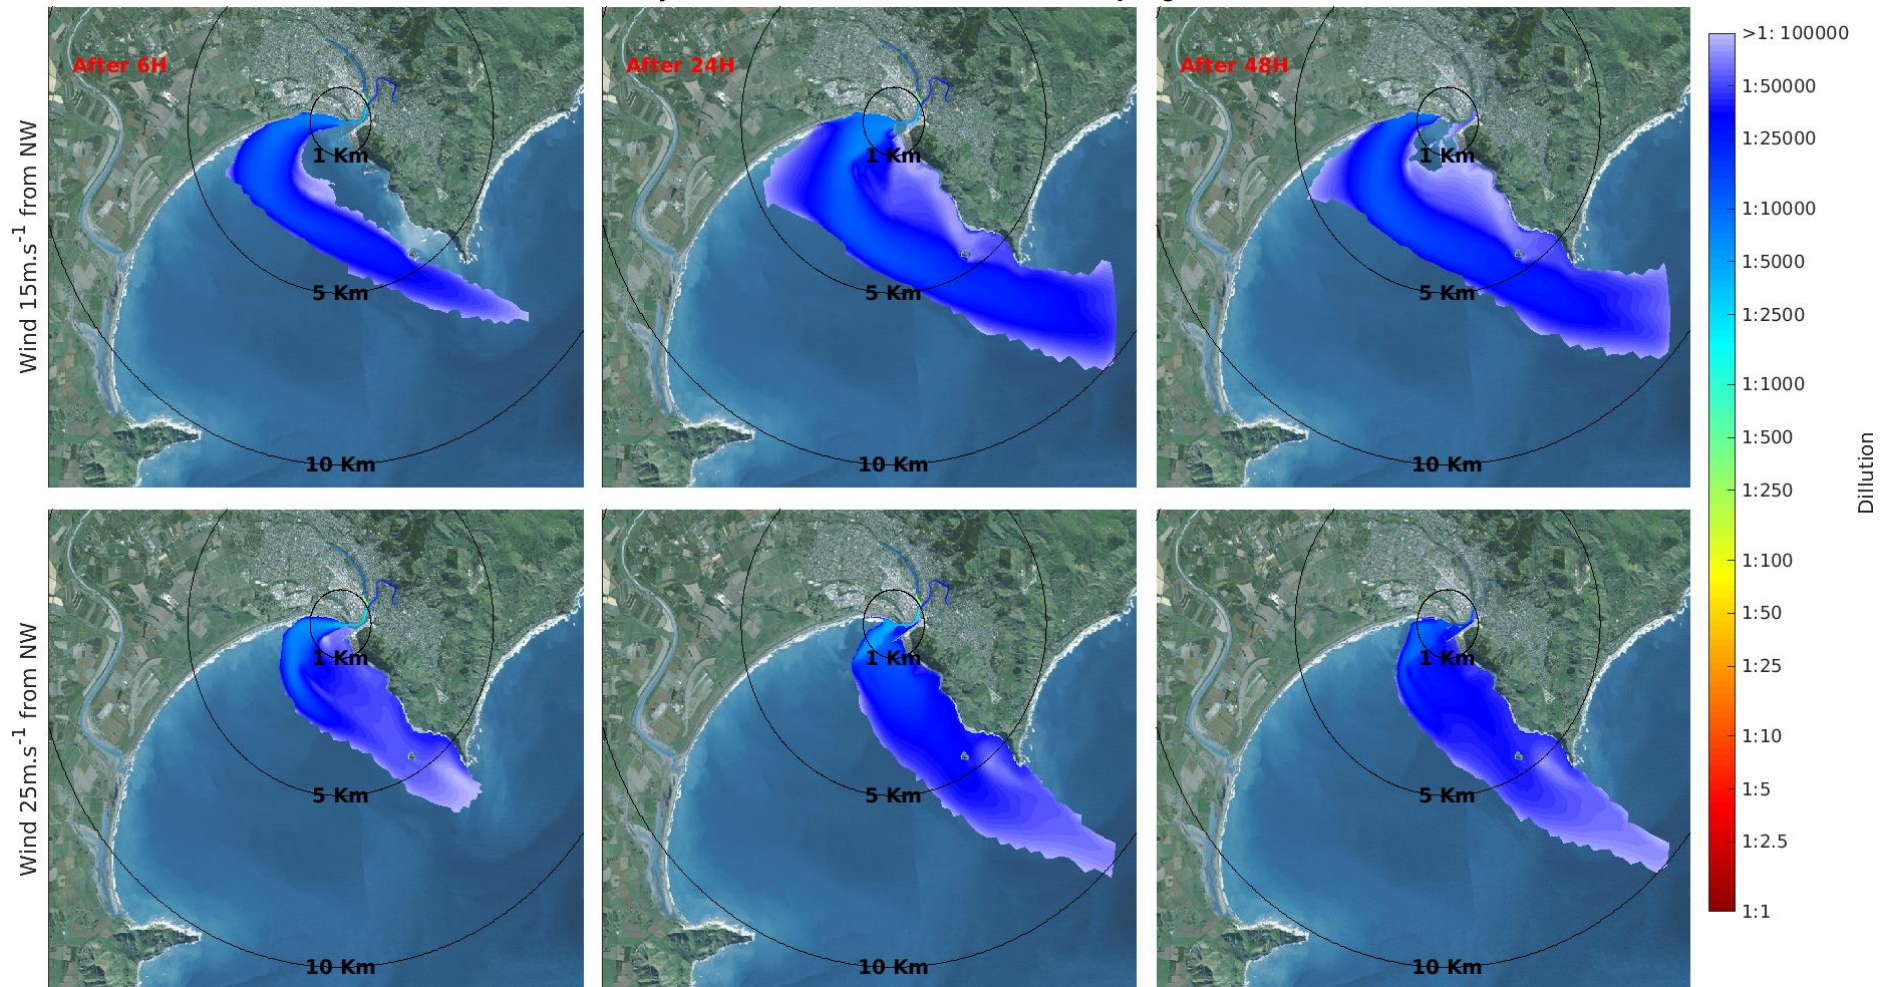 After 6H
After 24H
After 48H
Wind 15m.s⁻¹ from NW
1 Km
5 Km
10 Km
1 Km
5 Km
10 Km
1 Km
5 Km
10 Km
Wind 25m.s⁻¹ from NW
1 Km
5 Km
10 Km
1 Km
5 Km
10 Km
1 Km
5 Km
10 Km
>1: 100000
1:50000
1:25000
1:10000
1:5000
1:2500
1:1000
1:500
1:250
1:100
1:50
1:25
1:10
1:5
1:2.5
1:1
Dillution